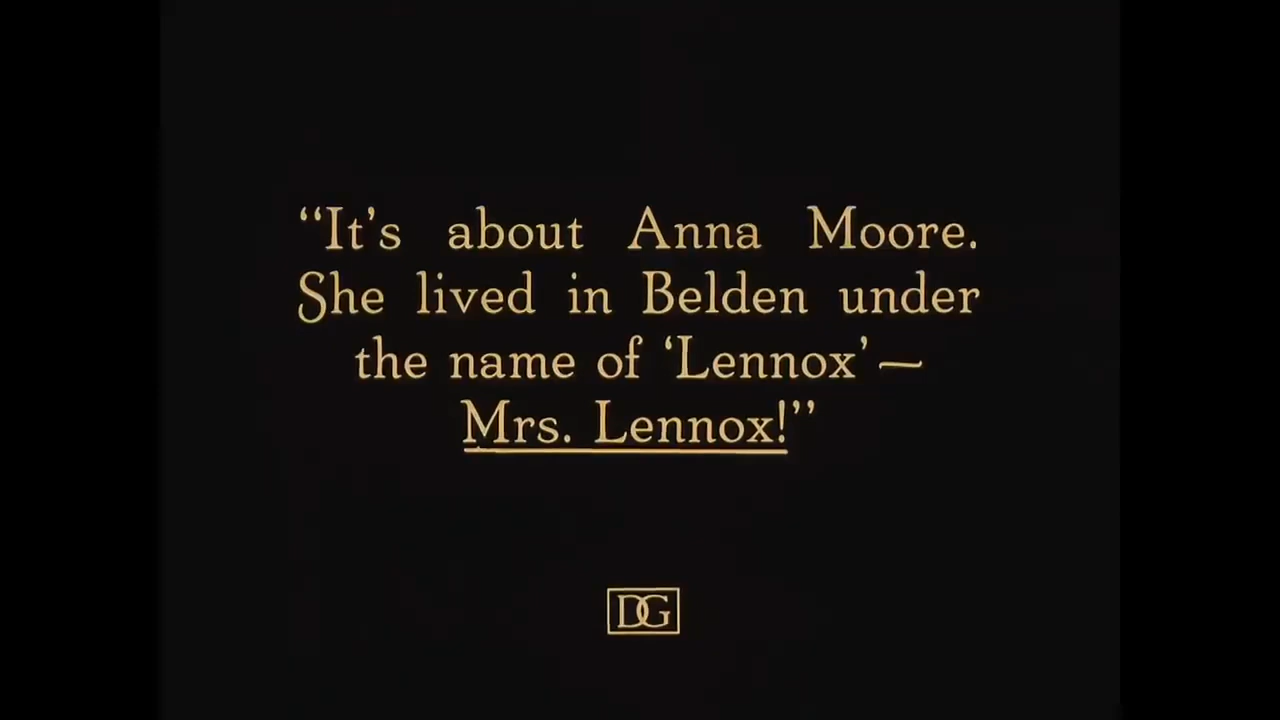 “It’s about Anna Moore.
She lived in Belden under
the name of ‘Lennox’—
Mrs. Lennox!”
DG